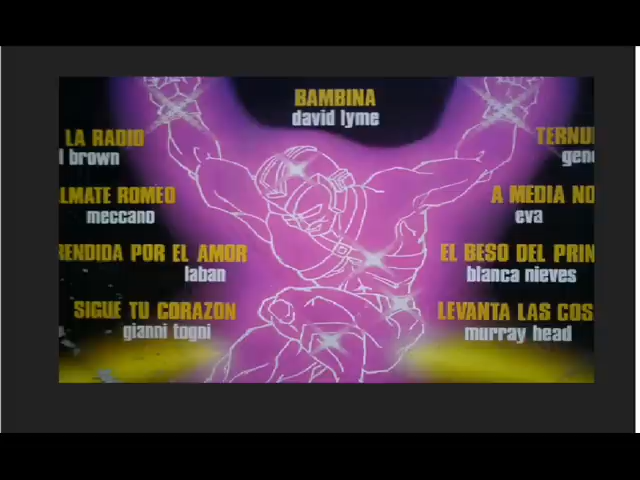 BAMBINA
david lyme
LA RADIO
brown
TERNU
gen
LMATE ROMEO
meccano
A MEDIA NO
eva
RENDIDA POR EL AMOR
laban
EL BESO DEL PRIN
blanca nieves
SIGUE TU CORAZON
gianni togni
LEVANTA LAS COS
murray head